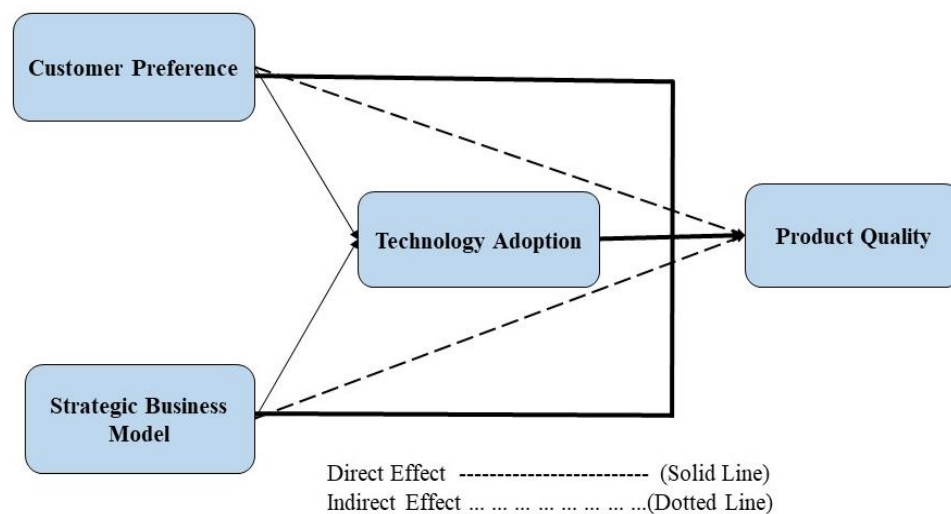 Customer Preference
Technology Adoption
Product Quality
Strategic Business
Model
Direct Effect --------------------------- (Solid Line)
Indirect Effect ... ... ... ... ... ... ... ...(Dotted Line)